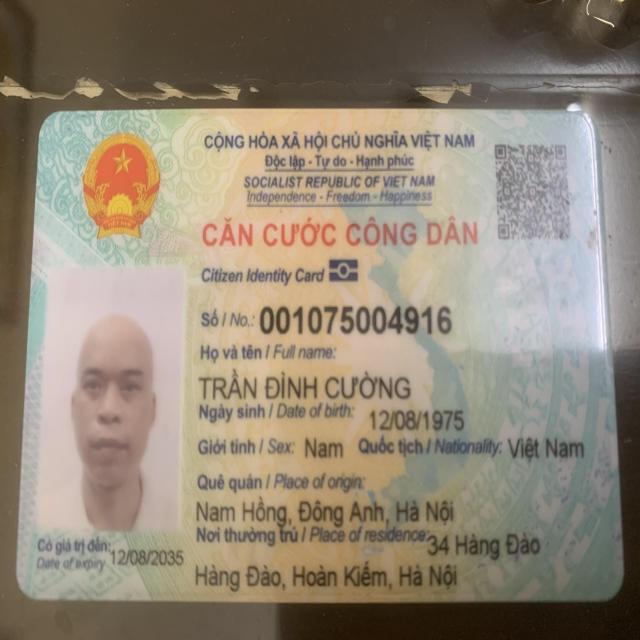 CỘNG HÒA XÃ HỘI CHỦ NGHĨA VIỆT NAM
Độc lập - Tự do - Hạnh phúc
SOCIALIST REPUBLIC OF VIET NAM
Independence - Freedom - Happiness
CĂN CƯỚC CÔNG DÂN
Citizen Identity Card
Số / No.: 001075004916
Họ và tên / Full name:
TRẦN ĐÌNH CƯỜNG
Ngày sinh / Date of birth: 12/08/1975
Giới tính / Sex: Nam Quốc tịch / Nationality: Việt Nam
Quê quán / Place of origin:
Nam Hồng, Đông Anh, Hà Nội
Nơi thường trú / Place of residence: 34 Hàng Đào
Hàng Đào, Hoàn Kiếm, Hà Nội
Có giá trị đến: 12/08/2035
Date of expiry